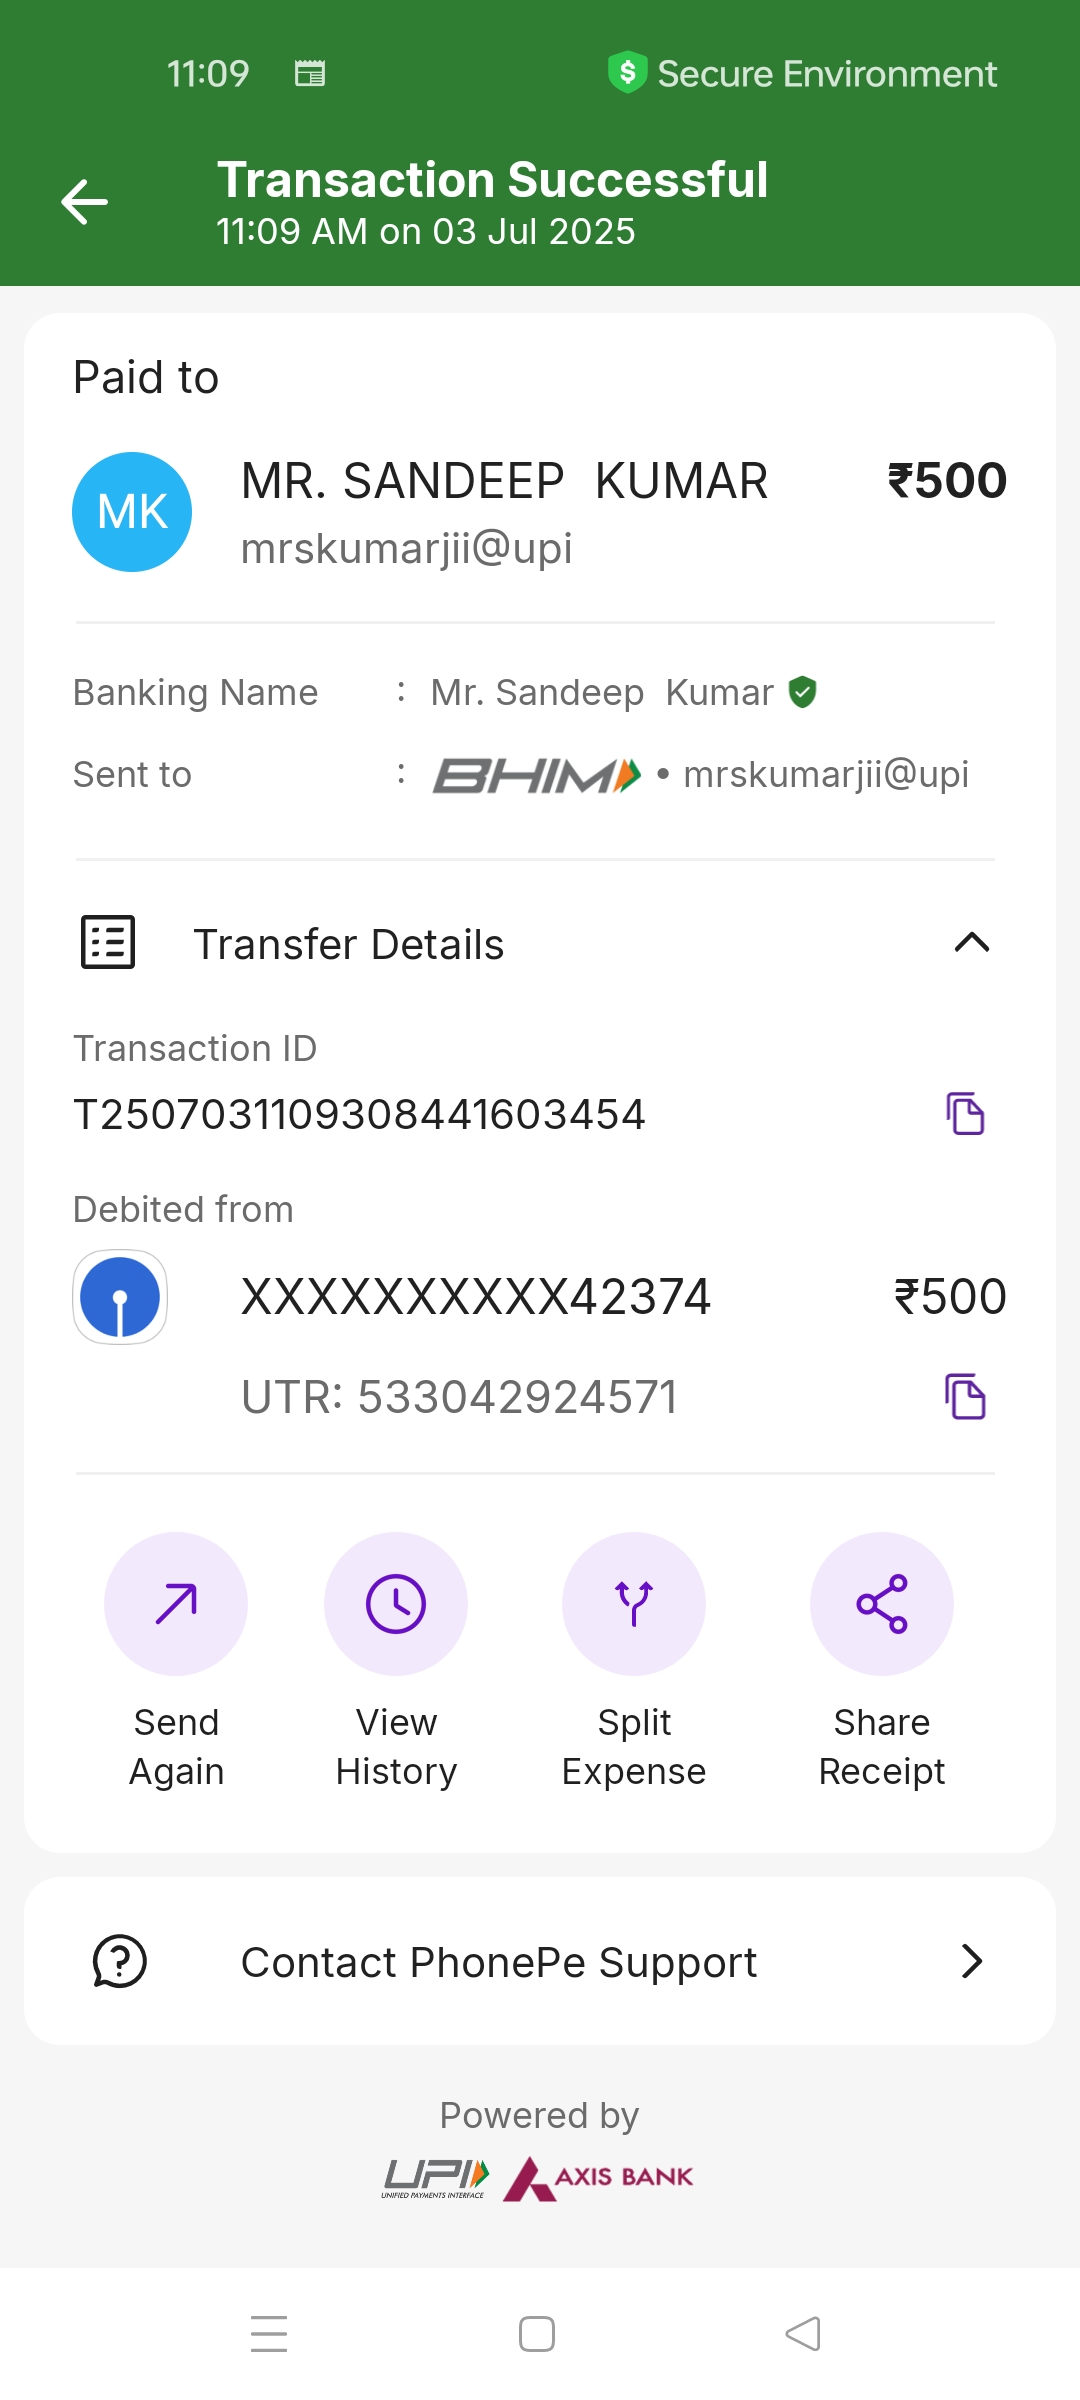 11:09 Secure Environment
Transaction Successful
11:09 AM on 03 Jul 2025
Paid to
MK MR. SANDEEP  KUMAR ₹500
mrskumarjii@upi
Banking Name : Mr. Sandeep  Kumar
Sent to : BHIM • mrskumarjii@upi
Transfer Details
Transaction ID
T2507031109308441603454
Debited from
XXXXXXXXXX42374 ₹500
UTR: 533042924571
Send Again
View History
Split Expense
Share Receipt
Contact PhonePe Support
Powered by
UPI AXIS BANK
UNIFIED PAYMENTS INTERFACE